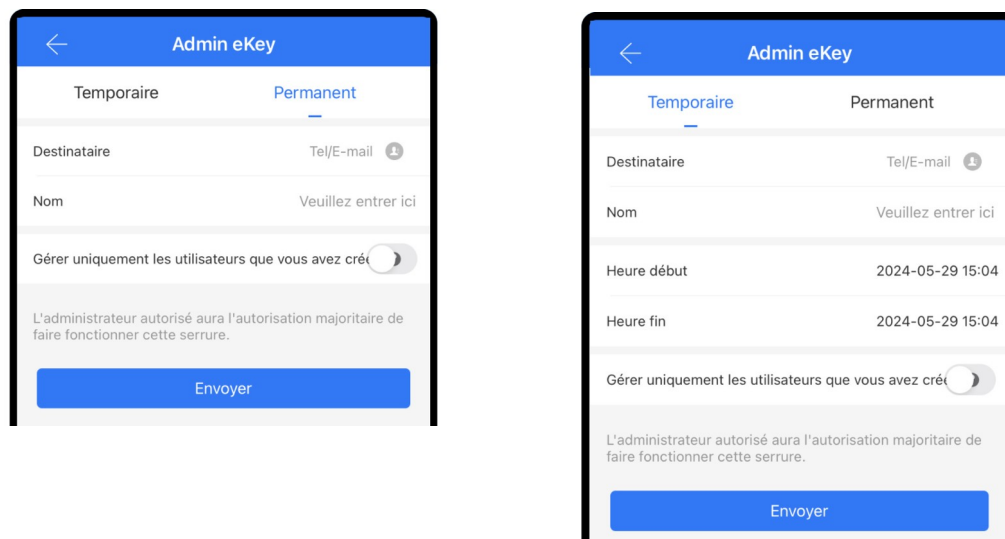 Admin eKey
Temporaire Permanent
Destinataire Tel/E-mail
Nom Veuillez entrer ici
Gérer uniquement les utilisateurs que vous avez
L'administrateur autorisé aura l'autorisation majoritaire de
faire fonctionner cette serrure.
Envoyer
Admin eKey
Temporaire Permanent
Destinataire Tel/E-mail
Nom Veuillez entrer ici
Heure début 2024-05-29 15:04
Heure fin 2024-05-29 15:04
Gérer uniquement les utilisateurs que vous avez
L'administrateur autorisé aura l'autorisation majoritaire de
faire fonctionner cette serrure.
Envoyer